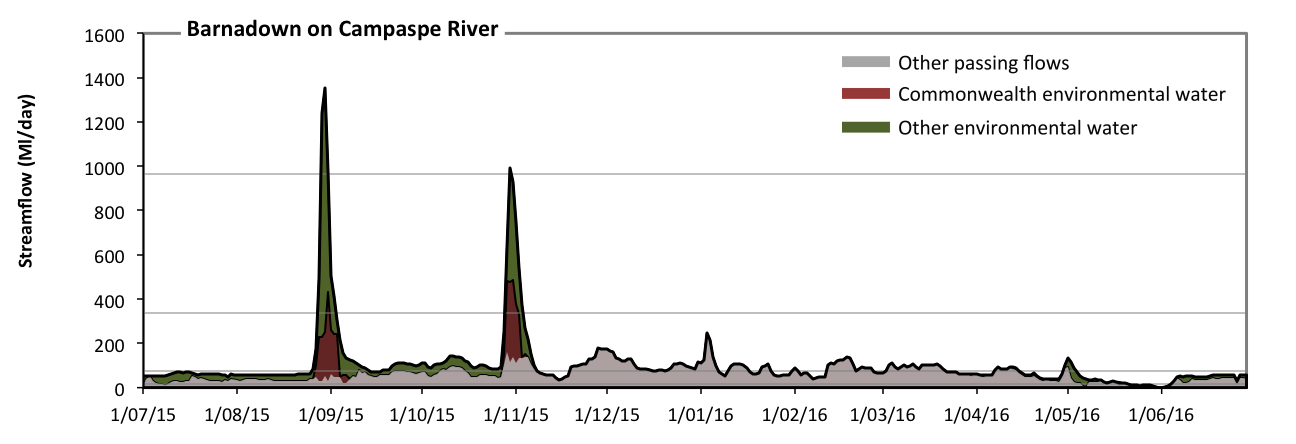 Barnadown on Campaspe River
Streamflow (Ml/day)
1600
1400
1200
1000
800
600
400
200
0
Other passing flows
Commonwealth environmental water
Other environmental water
1/07/15 1/08/15 1/09/15 1/10/15 1/11/15 1/12/15 1/01/16 1/02/16 1/03/16 1/04/16 1/05/16 1/06/16